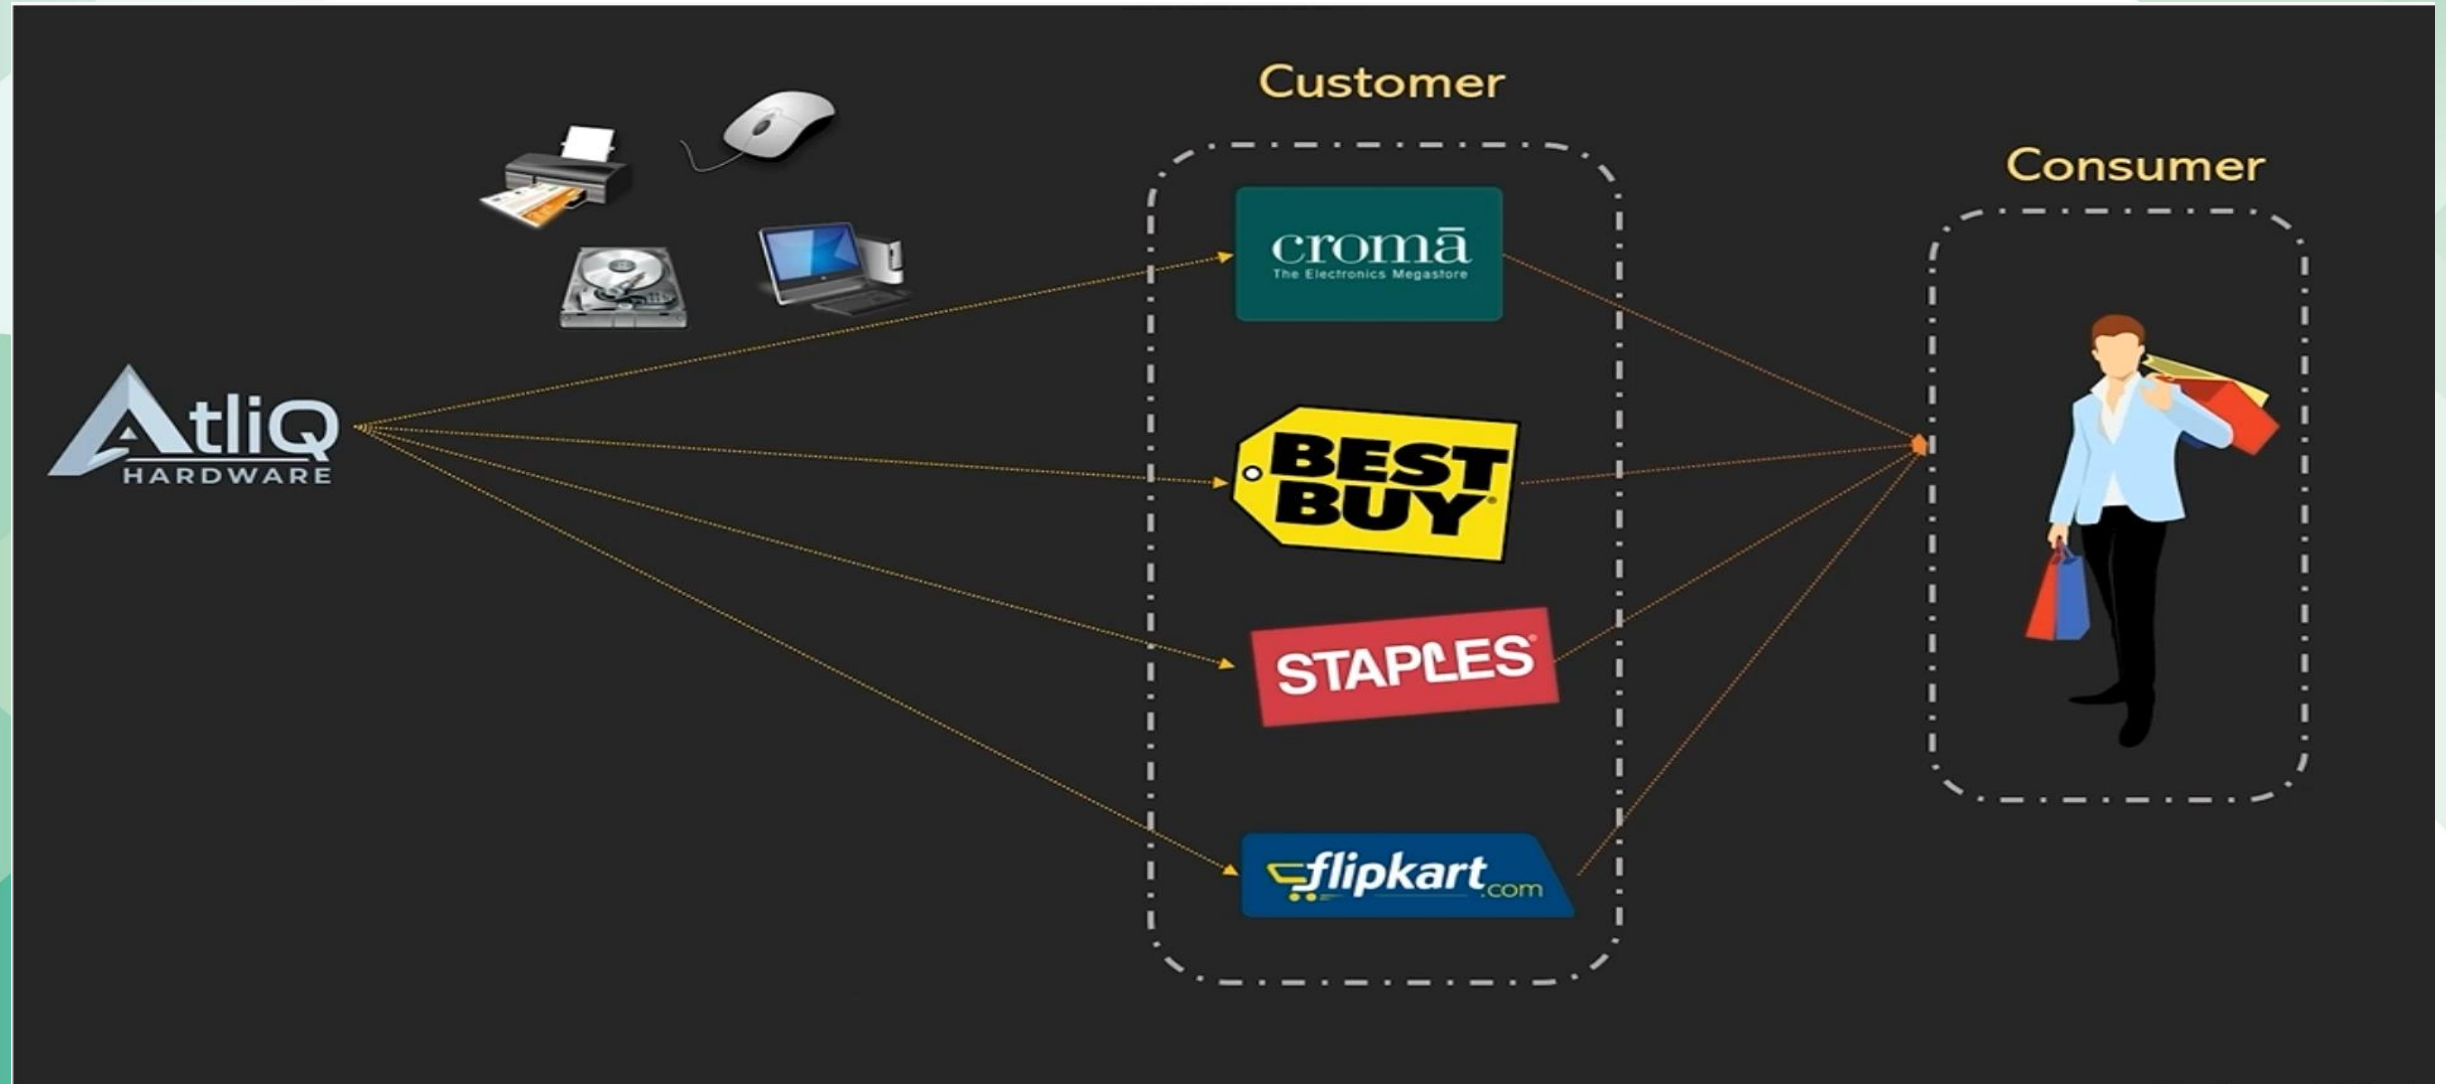 Customer
Consumer
cromā
The Electronics Megastore
AtliQ
HARDWARE
BEST
BUY®
STAPLES®
flipkart.com